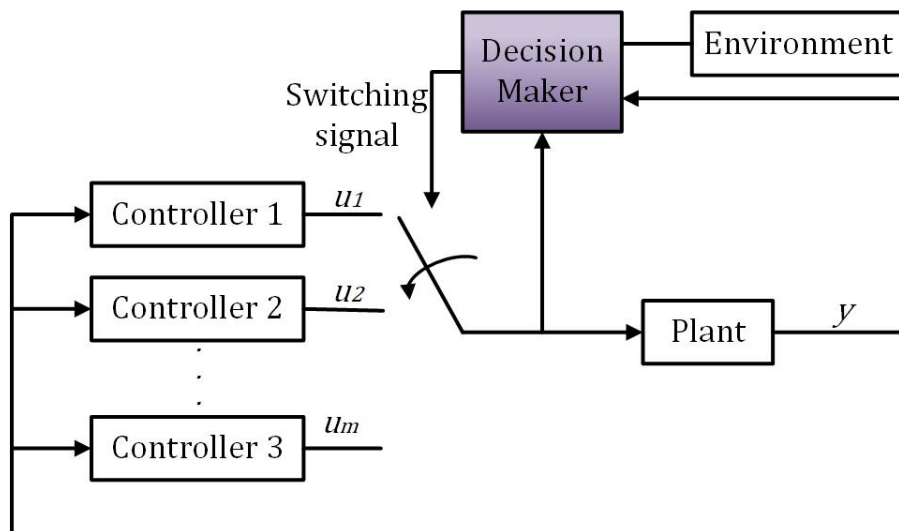 Decision
Maker
Environment
Switching
signal
Controller 1
u1
Controller 2
u2
.
.
.
Plant
y
Controller 3
um